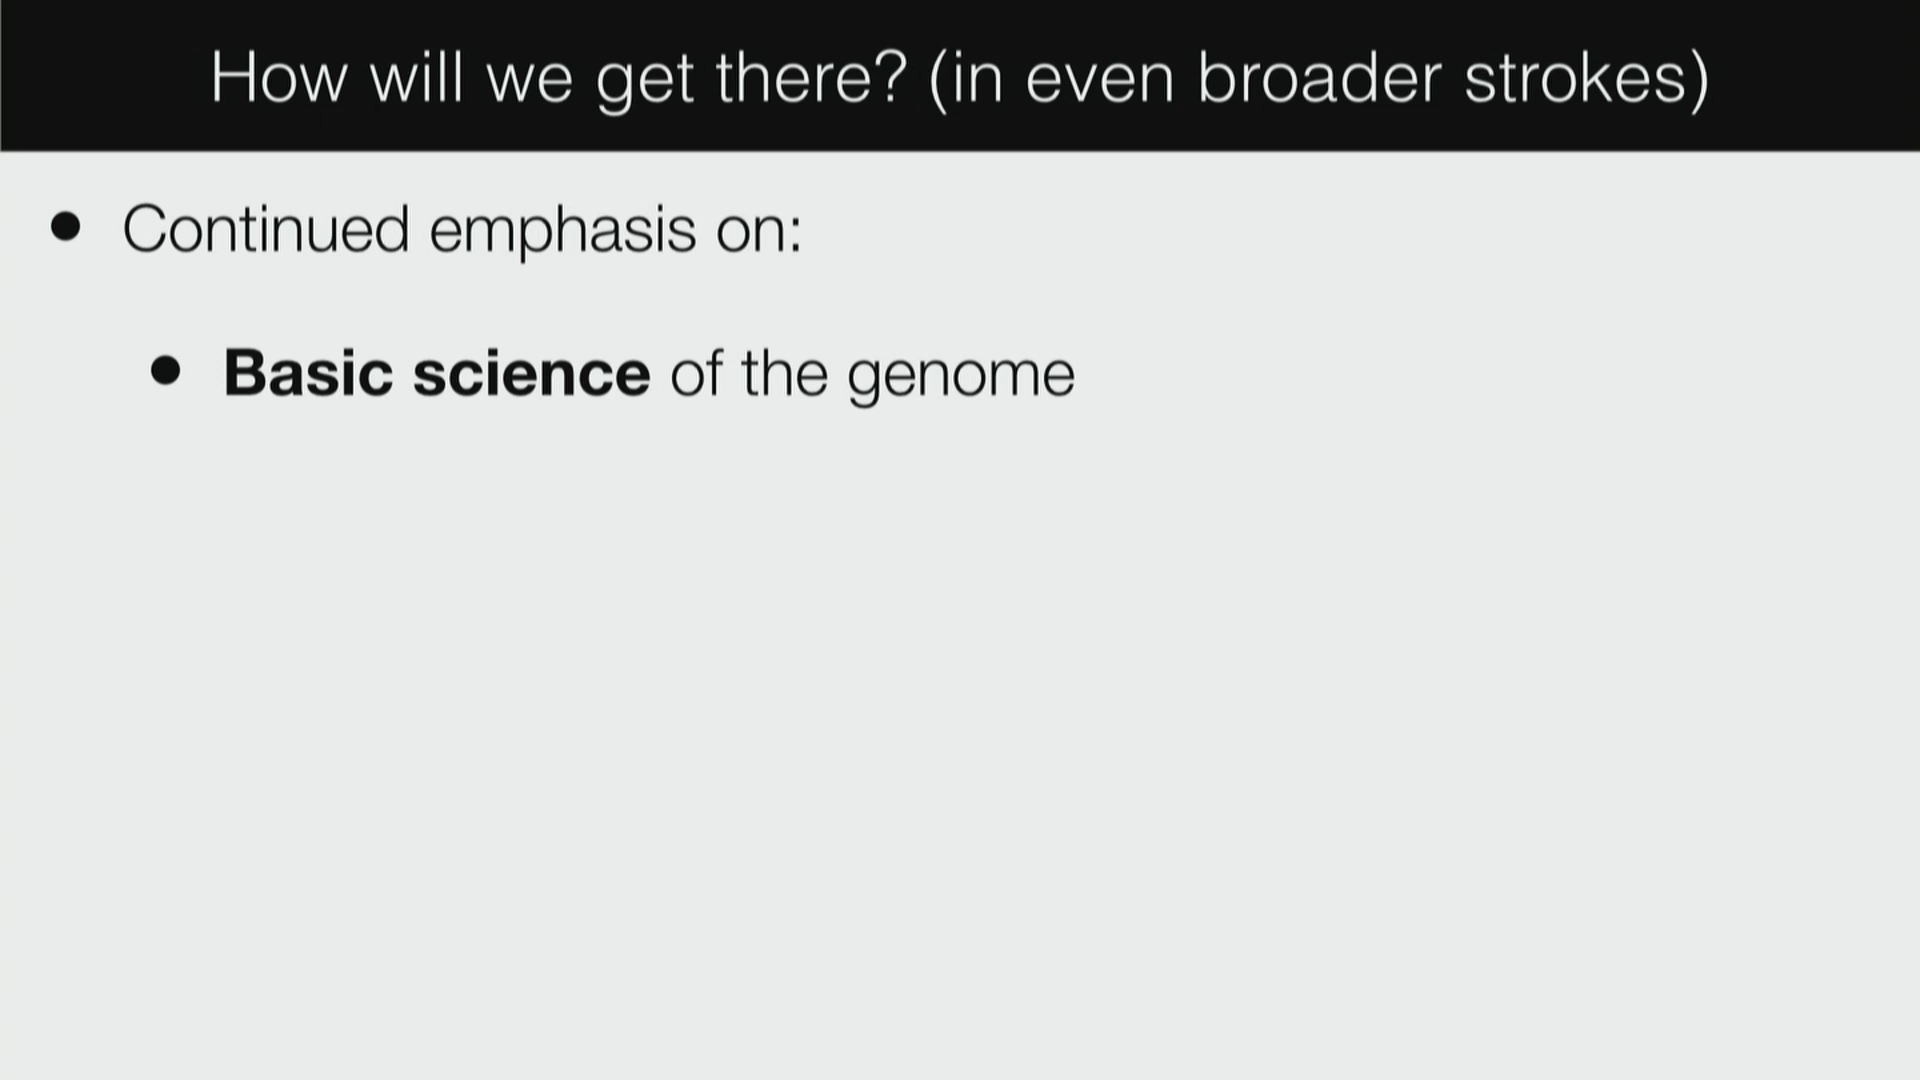 How will we get there? (in even broader strokes)
• Continued emphasis on:
• Basic science of the genome